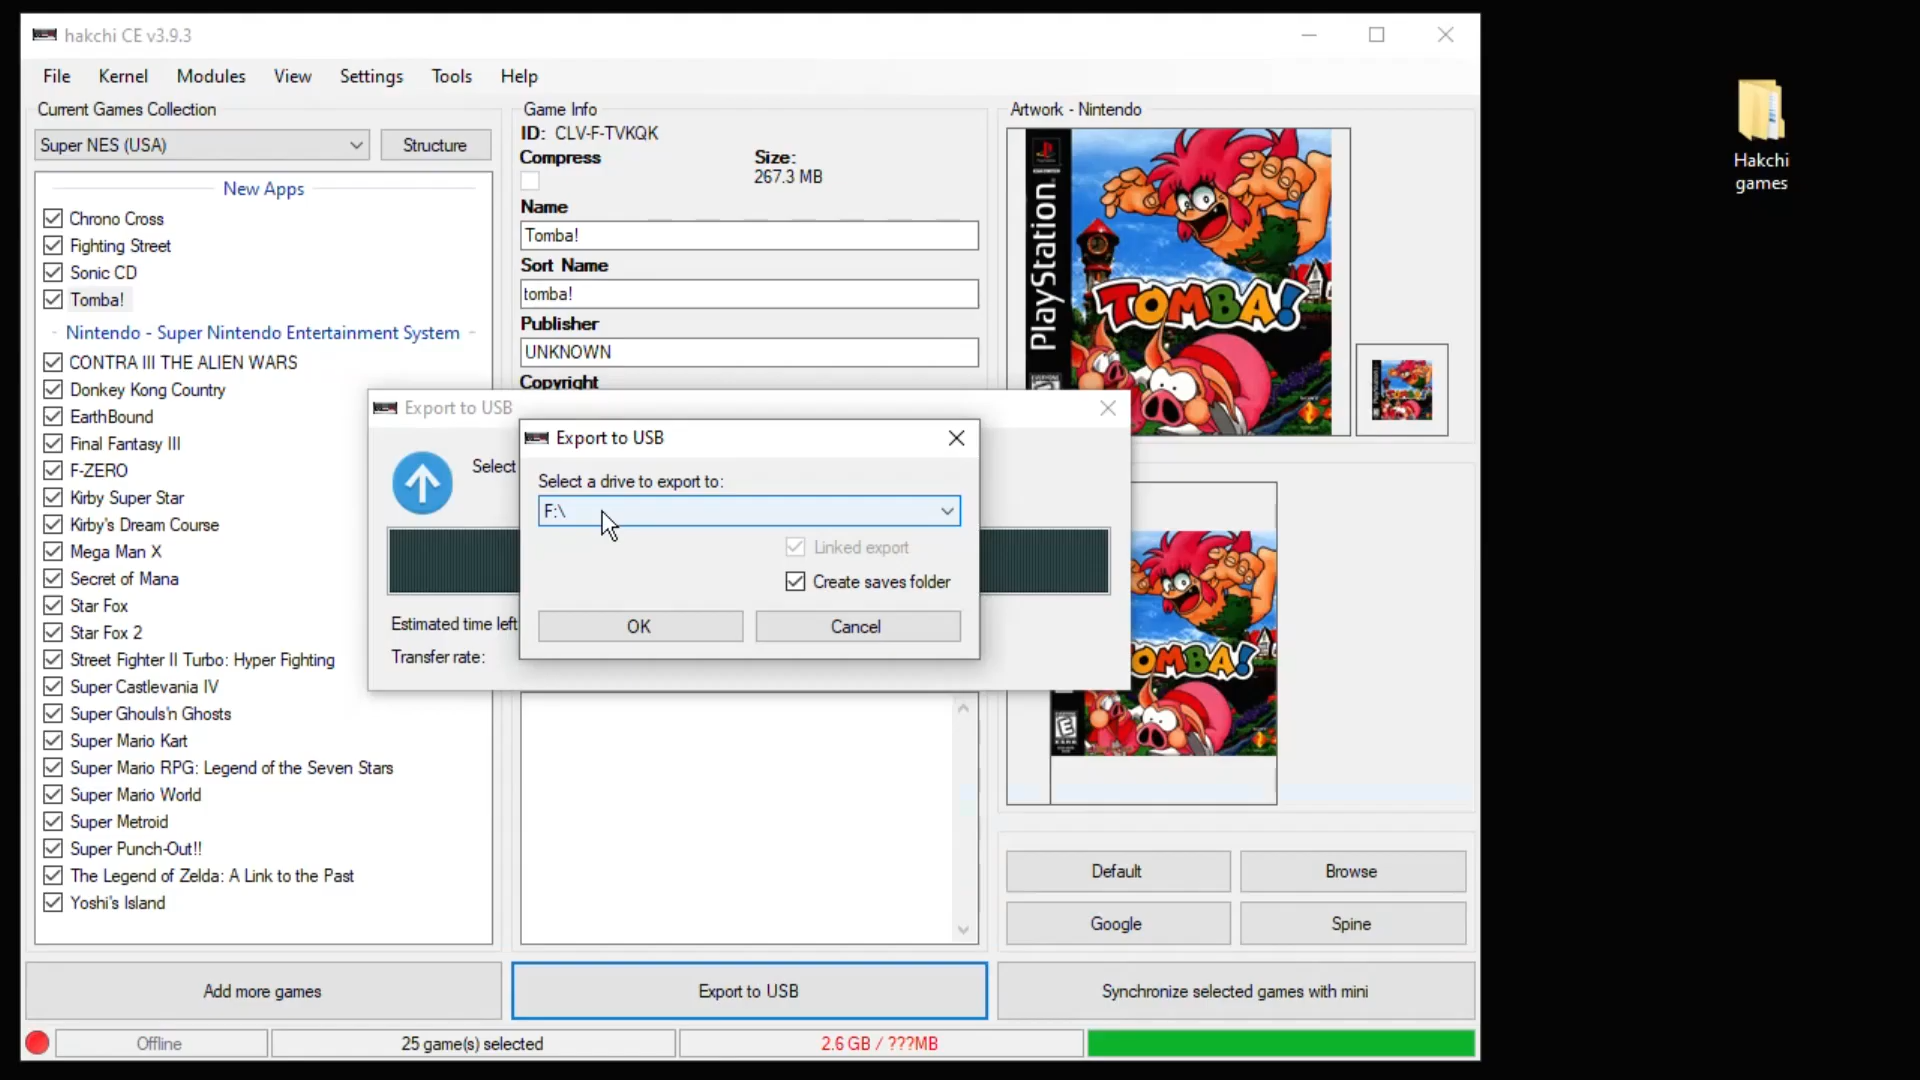 hakchi CE v3.9.3
File Kernel Modules View Settings Tools Help
Current Games Collection
Super NES (USA)
Structure
New Apps
Chrono Cross
Fighting Street
Sonic CD
Tomba!
Nintendo - Super Nintendo Entertainment System
CONTRA III THE ALIEN WARS
Donkey Kong Country
EarthBound
Final Fantasy III
F-ZERO
Kirby Super Star
Kirby's Dream Course
Mega Man X
Secret of Mana
Star Fox
Star Fox 2
Street Fighter II Turbo: Hyper Fighting
Super Castlevania IV
Super Ghouls'n Ghosts
Super Mario Kart
Super Mario RPG: Legend of the Seven Stars
Super Mario World
Super Metroid
Super Punch-Out!!
The Legend of Zelda: A Link to the Past
Yoshi's Island
Game Info
ID: CLV-F-TVKQK
Compress
Size:
267.3 MB
Name
Tomba!
Sort Name
tomba!
Publisher
UNKNOWN
Copyright
Export to USB
Select
Estimated time left
Transfer rate:
Export to USB
Select a drive to export to:
F:\
Linked export
Create saves folder
OK
Cancel
Artwork - Nintendo
PlayStation
TOMBA!
OMBA!
Default
Browse
Google
Spine
Add more games
Export to USB
Synchronize selected games with mini
Offline
25 game(s) selected
2.6 GB / ???MB
Hakchi
games